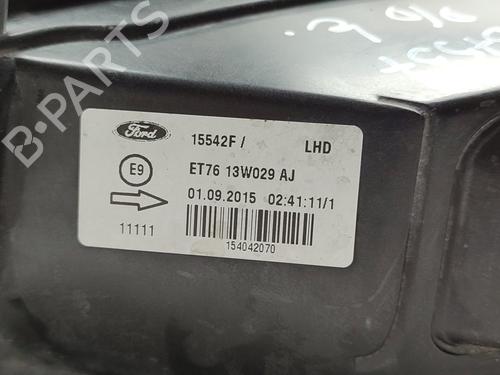 Ford
15542F / LHD
E9
ET76 13W029 AJ
01.09.2015 02:41:11/1
11111
154042070
B-PARTS